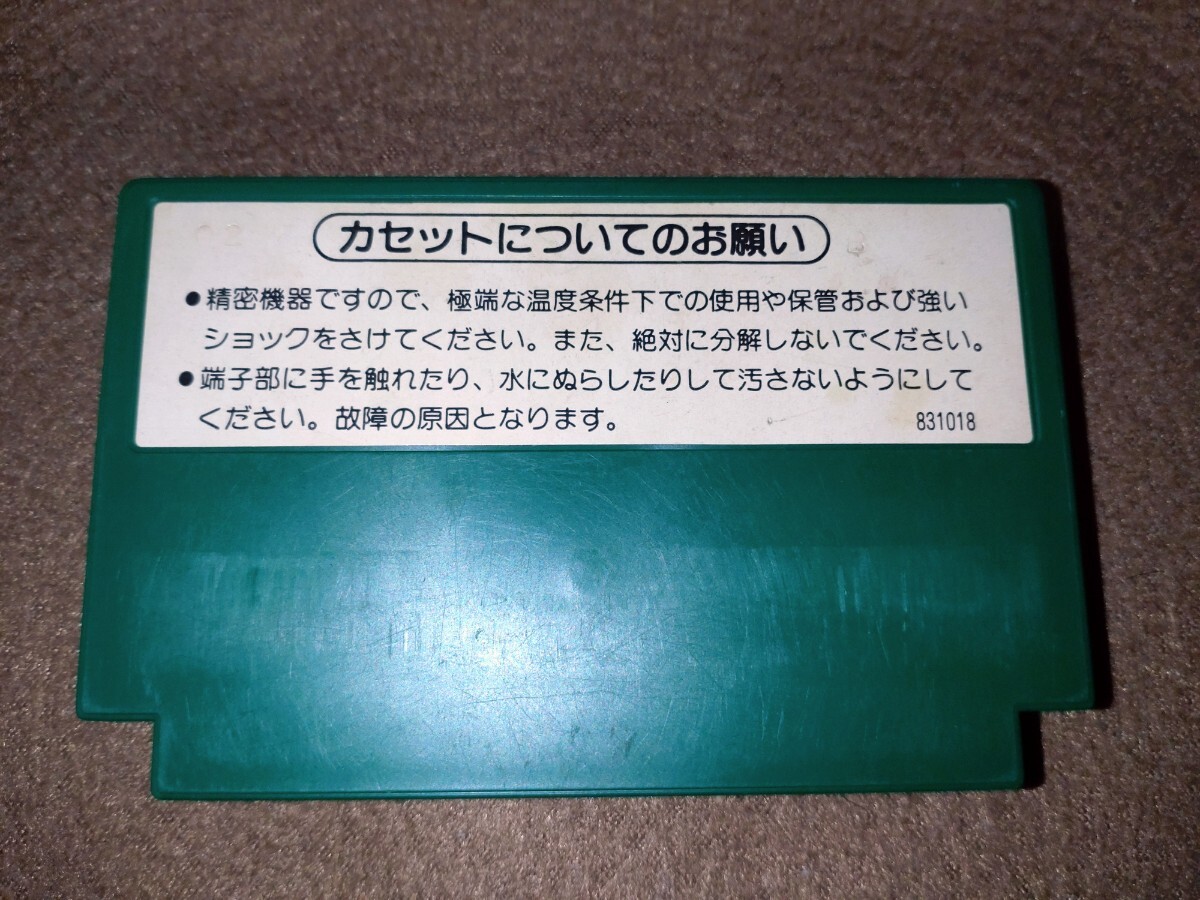 カセットについてのお願い
●精密機器ですので、極端な温度条件下での使用や保管および強い
ショックをさけてください。また、絶対に分解しないでください。
●端子部に手を触れたり、水にぬらしたりして汚さないようにして
ください。故障の原因となります。
831018